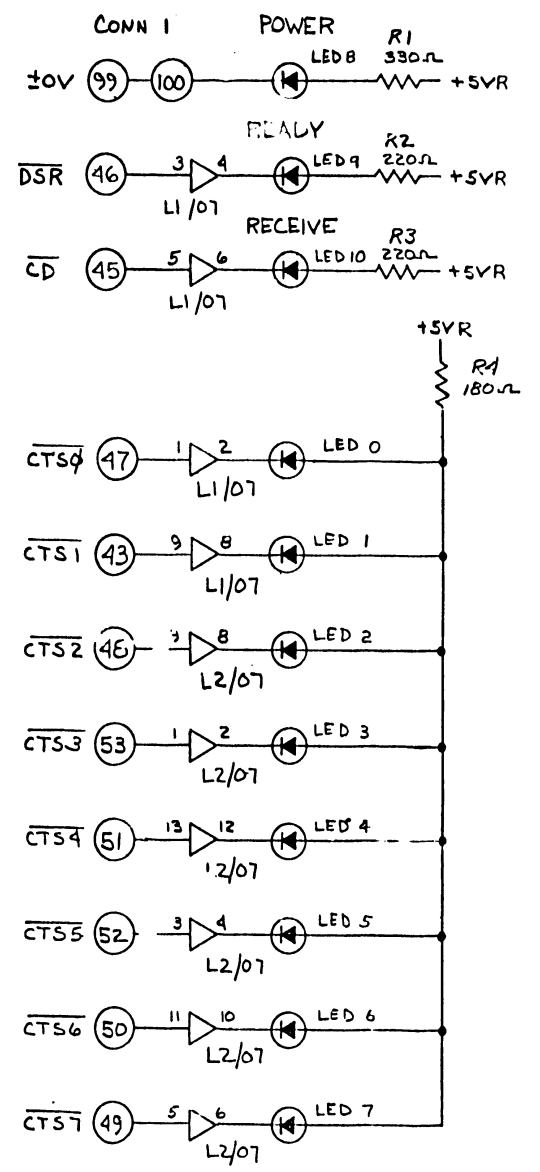 CONN 1 POWER
±0V 99 100 LED8 R1 330Ω +5VR
READY
DSR 46 3 4 LED9 R2 220Ω +5VR
L1/07
RECEIVE
CD 45 5 6 LED10 R3 220Ω +5VR
L1/07
+5VR
R4
180Ω
CTS0 47 1 2 LED 0
L1/07
CTS1 43 9 8 LED 1
L1/07
CTS2 48 9 8 LED 2
L2/07
CTS3 53 1 2 LED 3
L2/07
CTS4 51 13 12 LED 4
L2/07
CTS5 52 3 4 LED 5
L2/07
CTS6 50 11 10 LED 6
L2/07
CTS7 49 5 6 LED 7
L2/07